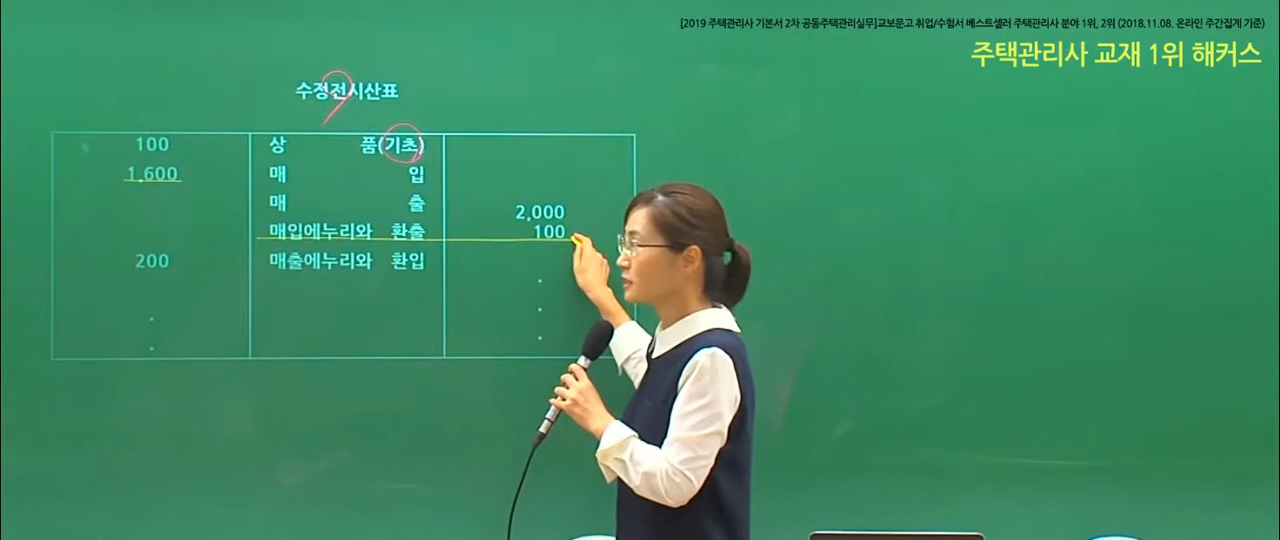 [2019 주택관리사 기본서 2차 공동주택관리실무]교보문고 취업/수험서 베스트셀러 주택관리사 분야 1위, 2위 (2018.11.08. 온라인 주간집계 기준)
주택관리사 교재 1위 해커스
수정전시산표
100 상 품(기초)
1,600 매 입
매 출 2,000
매입에누리와 환출 100
200 매출에누리와 환입